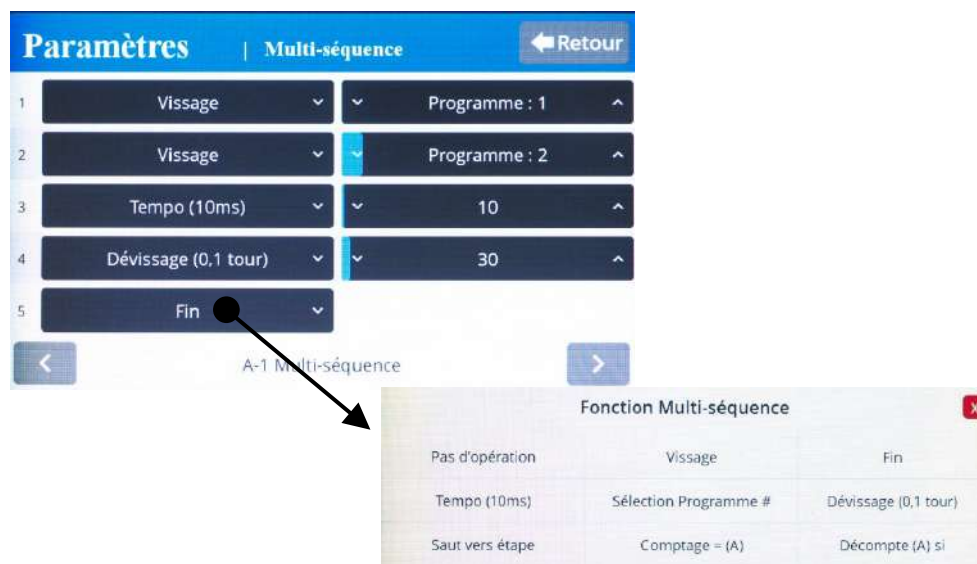 Paramètres | Multi-séquence Retour
1 Vissage Programme : 1
2 Vissage Programme : 2
3 Tempo (10ms) 10
4 Dévissage (0,1 tour) 30
5 Fin
A-1 Multi-séquence
Fonction Multi-séquence X
Pas d'opération Vissage Fin
Tempo (10ms) Sélection Programme # Dévissage (0,1 tour)
Saut vers étape Comptage = (A) Décompte (A) si